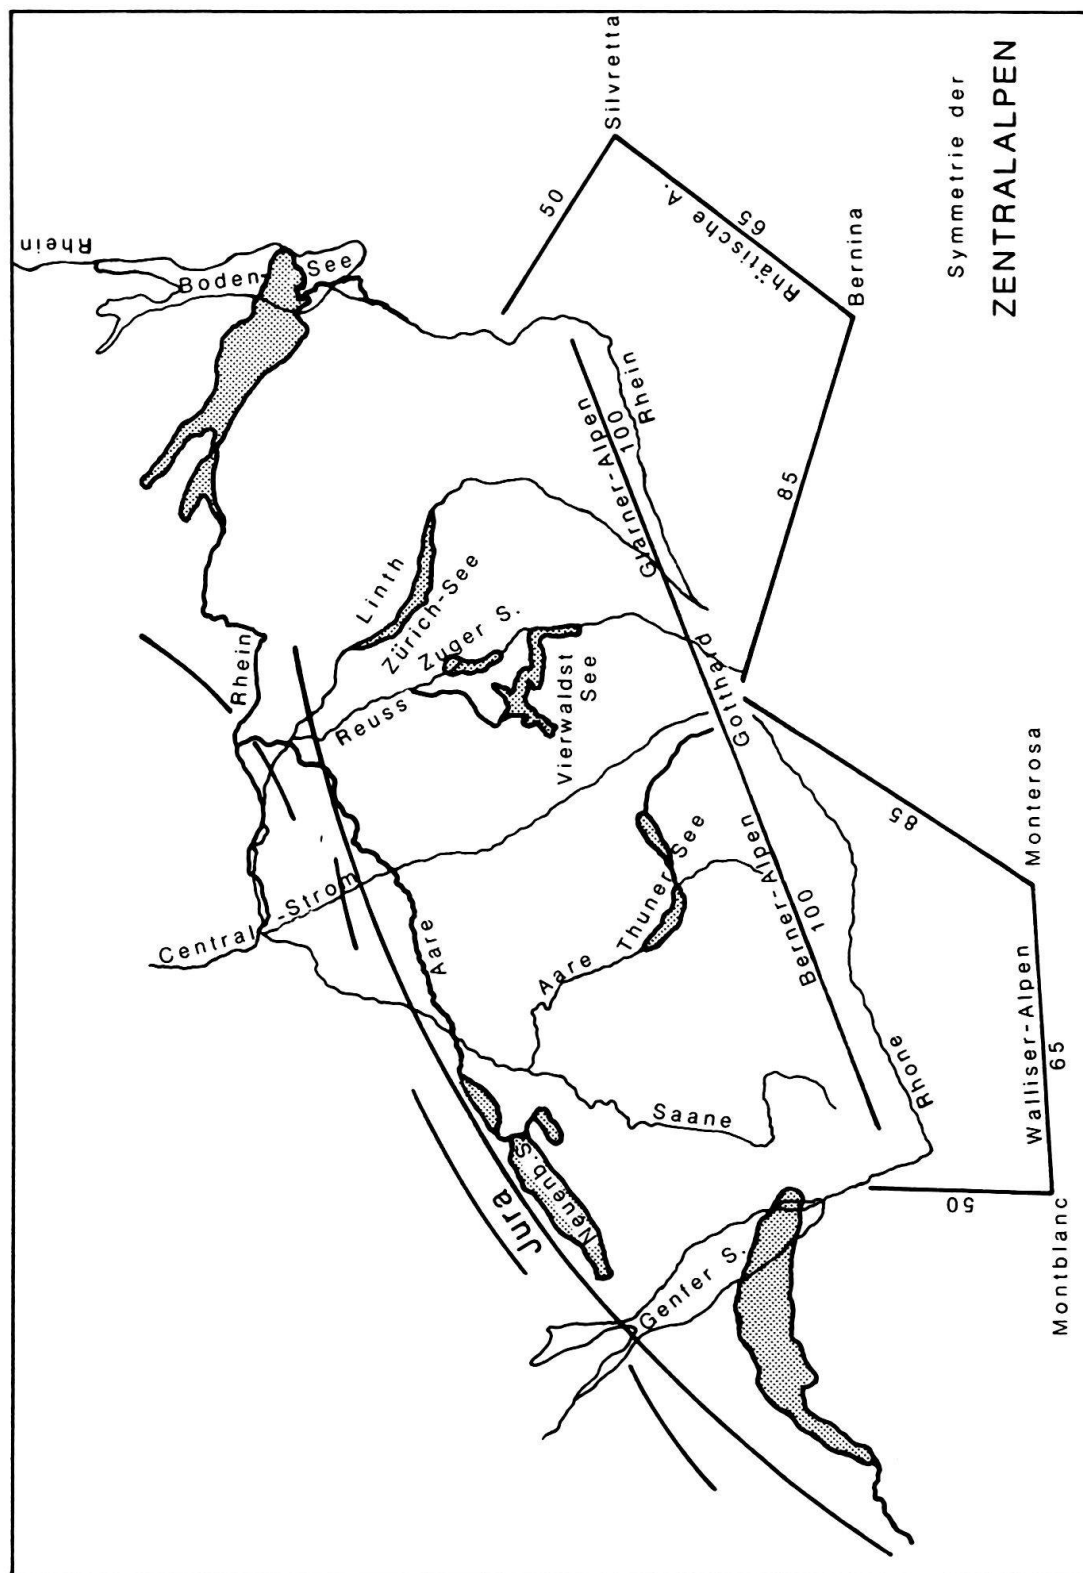 Symmetrie der
ZENTRALALPEN
Rhein
Boden-
See
Silvretta
50
65
Rhätische A.
Bernina
85
Rhein
100
Glarner-Alpen
Linth
Zürich-See
Zuger S.
Reuss
Vierwaldst
See
Rhein
Gotthard
Central-Strom
Aare
Aare
Thuner See
Berner-Alpen
100
85
Monterosa
Walliser-Alpen
65
Rhone
Saane
Neuenb.S.
Jura
Genfer S.
50
Montblanc